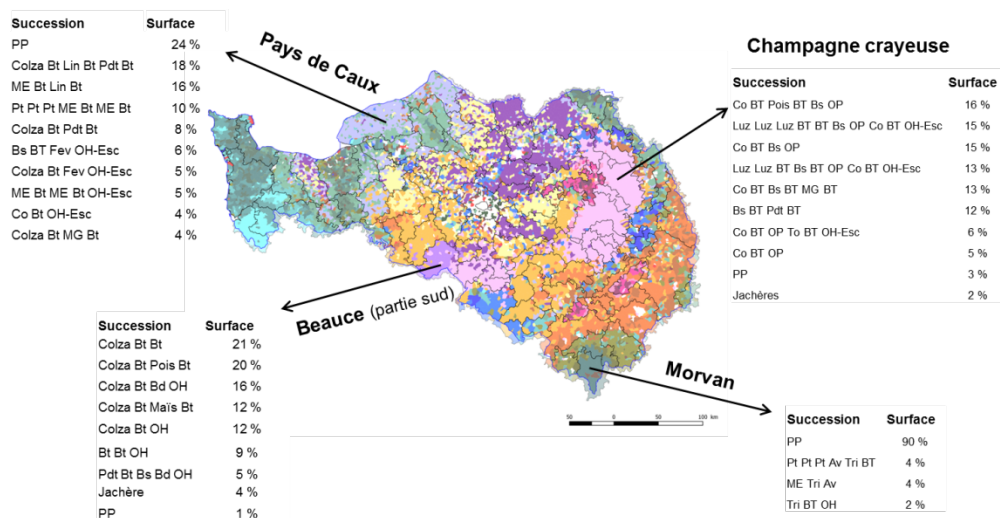 Succession Surface
PP 24 %
Colza Bt Lin Bt Pdt Bt 18 %
ME Bt Lin Bt 16 %
Pt Pt Pt ME Bt ME Bt 10 %
Colza Bt Pdt Bt 8 %
Bs BT Fev OH-Esc 6 %
Colza Bt Fev OH-Esc 5 %
ME Bt ME Bt OH-Esc 5 %
Co Bt OH-Esc 4 %
Colza Bt MG Bt 4 %
Pays de Caux
Champagne crayeuse
Succession Surface
Co BT Pois BT Bs OP 16 %
Luz Luz Luz BT BT Bs OP Co BT OH-Esc 15 %
Co BT Bs OP 15 %
Luz Luz BT Bs BT OP Co BT OH-Esc 13 %
Co BT Bs BT MG BT 13 %
Bs BT Pdt BT 12 %
Co BT OP To BT OH-Esc 6 %
Co BT OP 5 %
PP 3 %
Jachères 2 %
Beauce (partie sud)
Succession Surface
Colza Bt Bt 21 %
Colza Bt Pois Bt 20 %
Colza Bt Bd OH 16 %
Colza Bt Maïs Bt 12 %
Colza Bt OH 12 %
Bt Bt OH 9 %
Pdt Bt Bs Bd OH 5 %
Jachère 4 %
PP 1 %
Morvan
Succession Surface
PP 90 %
Pt Pt Pt Av Tri BT 4 %
ME Tri Av 4 %
Tri BT OH 2 %
50 0 50 100 km